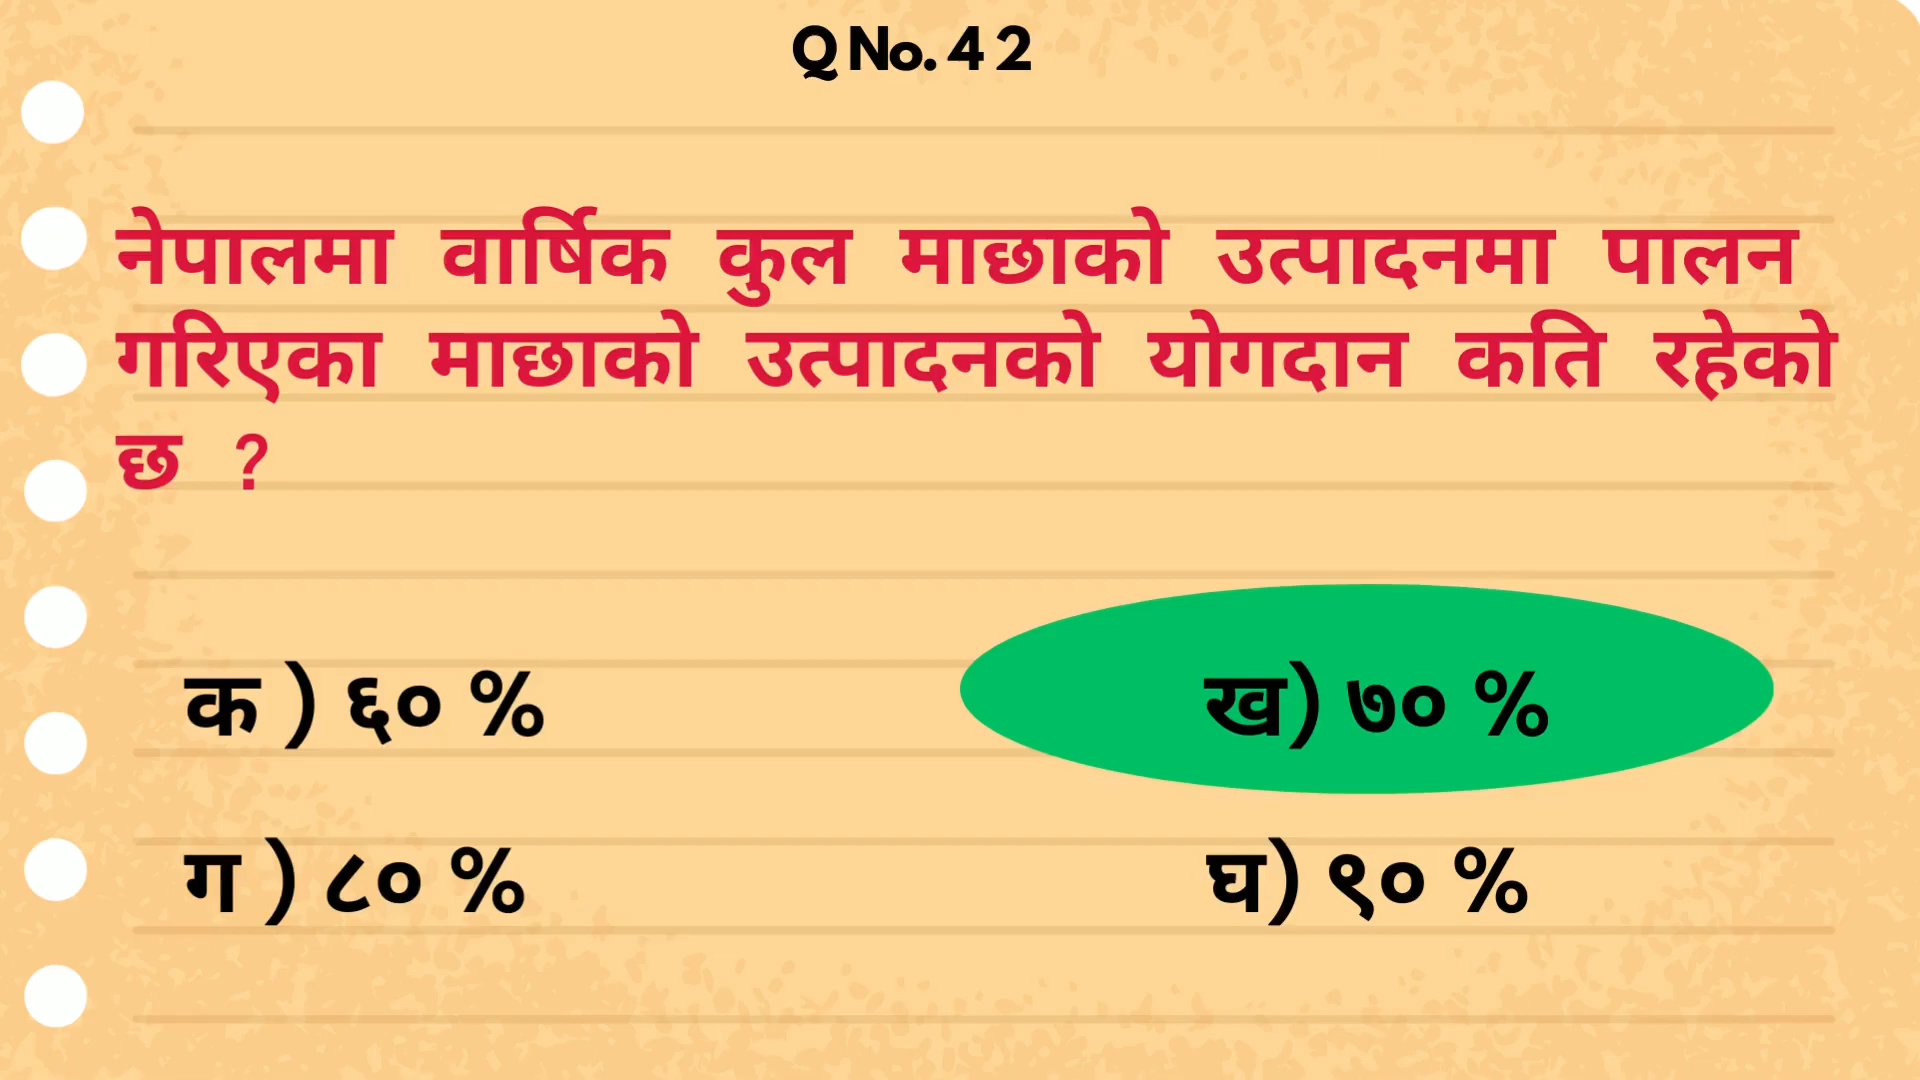 Q No. 4 2
नेपालमा वार्षिक कुल माछाको उत्पादनमा पालन
गरिएका माछाको उत्पादनको योगदान कति रहेको
छ ?
क ) ६० %
ख) ७० %
ग ) ८० %
घ) ९० %